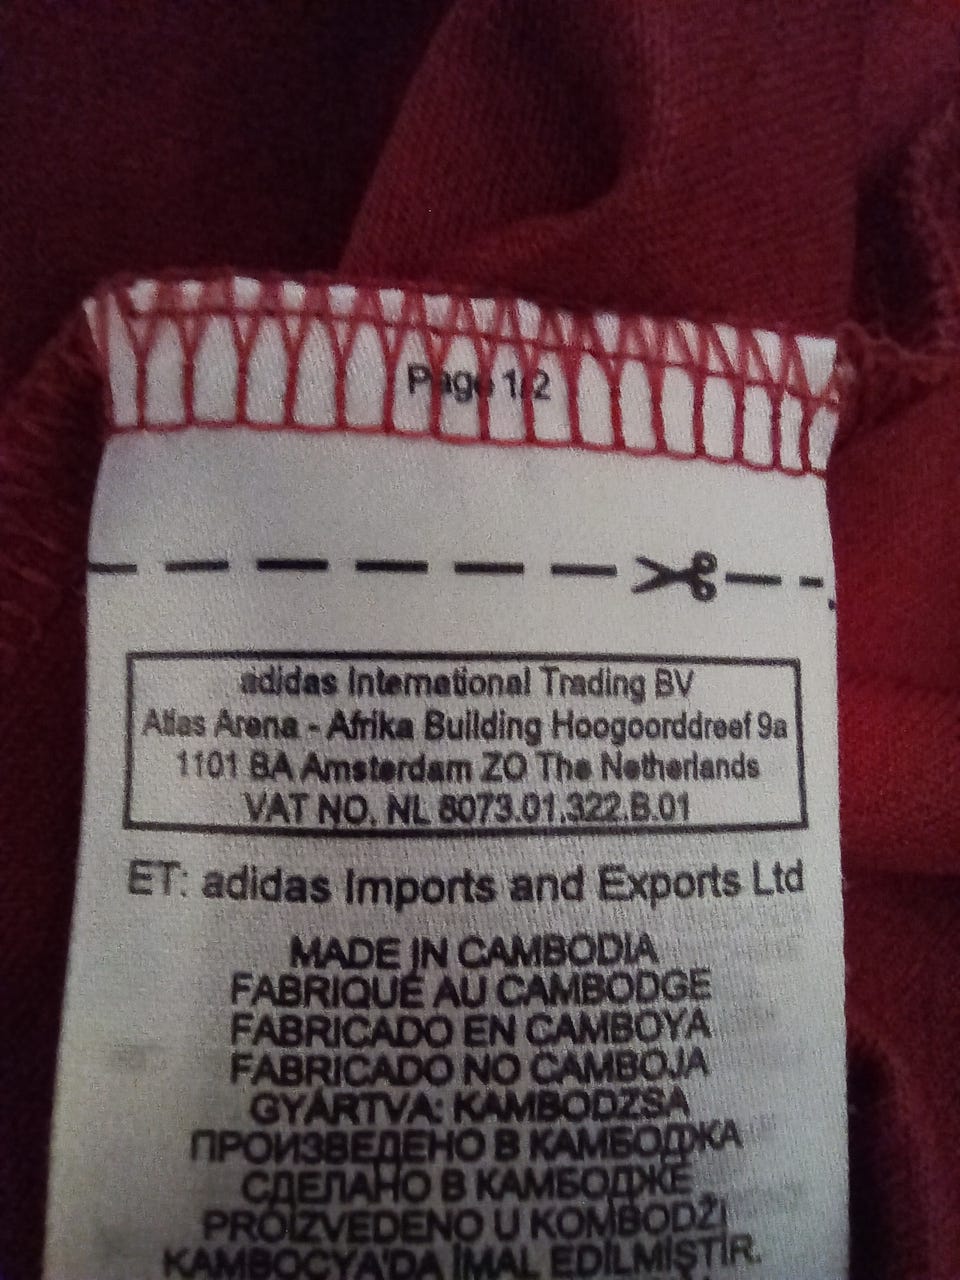 Page 1/2
adidas International Trading BV
Atlas Arena - Afrika Building Hoogoorddreef 9a
1101 BA Amsterdam ZO The Netherlands
VAT NO. NL 8073.01.322.B.01
ET: adidas Imports and Exports Ltd
MADE IN CAMBODIA
FABRIQUÉ AU CAMBODGE
FABRICADO EN CAMBOYA
FABRICADO NO CAMBOJA
GYÁRTVA: KAMBODZSA
ПРОИЗВЕДЕНО В КАМБОДЖА
СДЕЛАНО В КАМБОДЖЕ
PROIZVEDENO U KOMBODŽI
KAMBOÇYA'DA İMAL EDİLMİŞTİR.